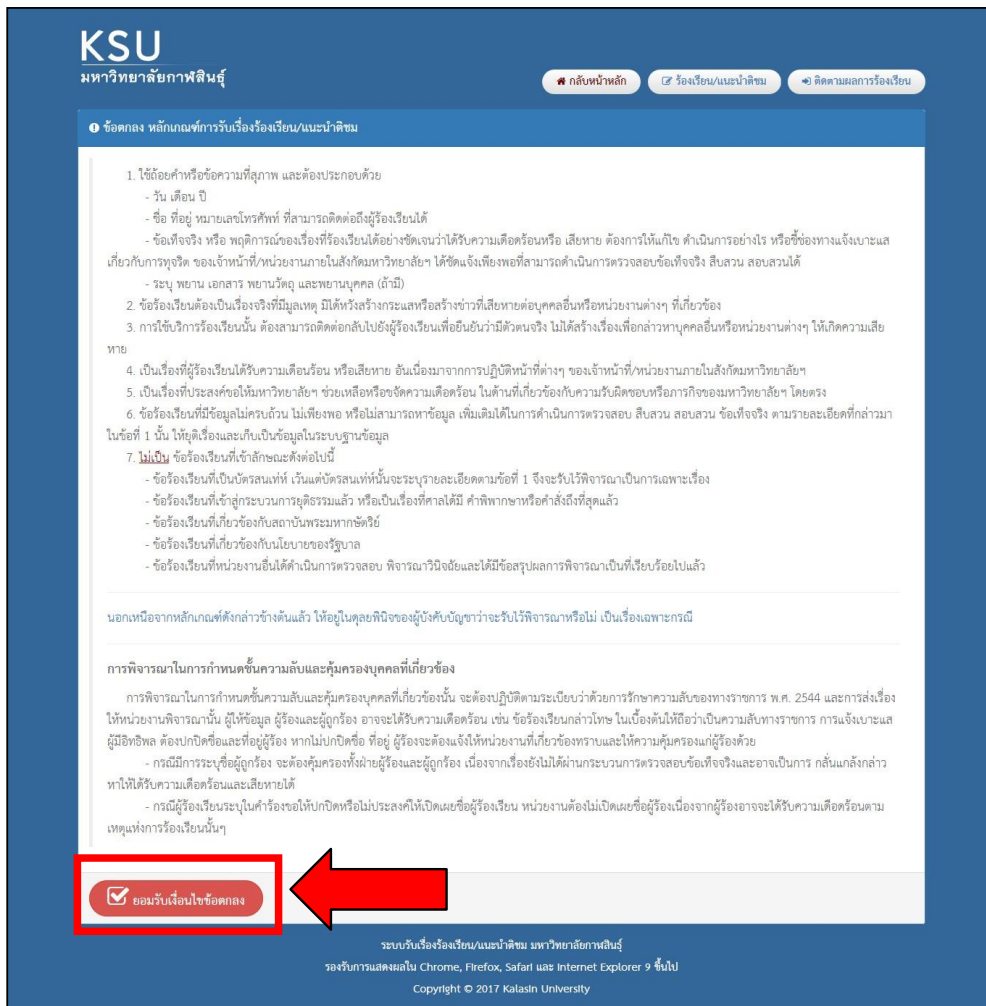 KSU
มหาวิทยาลัยกาฬสินธุ์
กลับหน้าหลัก
ร้องเรียน/แนะนำติชม
ติดตามผลการร้องเรียน
ข้อตกลง หลักเกณฑ์การรับเรื่องร้องเรียน/แนะนำติชม
1. ใช้ถ้อยคำหรือข้อความที่สุภาพ และต้องประกอบด้วย
- วัน เดือน ปี
- ชื่อ ที่อยู่ หมายเลขโทรศัพท์ ที่สามารถติดต่อถึงผู้ร้องเรียนได้
- ข้อเท็จจริง หรือ พฤติการณ์ของเรื่องที่ร้องเรียนได้อย่างชัดเจนว่าได้รับความเดือดร้อนหรือ เสียหาย ต้องการให้แก้ไข ดำเนินการอย่างไร หรือชี้ช่องทางแจ้งเบาะแส
เกี่ยวกับการทุจริต ของเจ้าหน้าที่/หน่วยงานภายในสังกัดมหาวิทยาลัยฯ ได้ชัดแจ้งเพียงพอที่สามารถดำเนินการตรวจสอบข้อเท็จจริง สืบสวน สอบสวนได้
- ระบุ พยาน เอกสาร พยานวัตถุ และพยานบุคคล (ถ้ามี)
2. ข้อร้องเรียนต้องเป็นเรื่องจริงที่มีมูลเหตุ มิได้หวังสร้างกระแสหรือสร้างข่าวที่เสียหายต่อบุคคลอื่นหรือหน่วยงานต่างๆ ที่เกี่ยวข้อง
3. การใช้บริการร้องเรียนนั้น ต้องสามารถติดต่อกลับไปยังผู้ร้องเรียนเพื่อยืนยันว่ามีตัวตนจริง ไม่ได้สร้างเรื่องเพื่อกล่าวหาบุคคลอื่นหรือหน่วยงานต่างๆ ให้เกิดความเสีย
หาย
4. เป็นเรื่องที่ผู้ร้องเรียนได้รับความเดือนร้อน หรือเสียหาย อันเนื่องมาจากการปฏิบัติหน้าที่ต่างๆ ของเจ้าหน้าที่/หน่วยงานภายในสังกัดมหาวิทยาลัยฯ
5. เป็นเรื่องที่ประสงค์ขอให้มหาวิทยาลัยฯ ช่วยเหลือหรือขจัดความเดือดร้อน ในด้านที่เกี่ยวข้องกับความรับผิดชอบหรือภารกิจของมหาวิทยาลัยฯ โดยตรง
6. ข้อร้องเรียนที่มีข้อมูลไม่ครบถ้วน ไม่เพียงพอ หรือไม่สามารถหาข้อมูล เพิ่มเติมได้ในการดำเนินการตรวจสอบ สืบสวน สอบสวน ข้อเท็จจริง ตามรายละเอียดที่กล่าวมา
ในข้อที่ 1 นั้น ให้ยุติเรื่องและเก็บเป็นข้อมูลในระบบฐานข้อมูล
7. ไม่เป็น ข้อร้องเรียนที่เข้าลักษณะดังต่อไปนี้
- ข้อร้องเรียนที่เป็นบัตรสนเท่ห์ เว้นแต่บัตรสนเท่ห์นั้นจะระบุรายละเอียดตามข้อที่ 1 จึงจะรับไว้พิจารณาเป็นการเฉพาะเรื่อง
- ข้อร้องเรียนที่เข้าสู่กระบวนการยุติธรรมแล้ว หรือเป็นเรื่องที่ศาลได้มี คำพิพากษาหรือคำสั่งถึงที่สุดแล้ว
- ข้อร้องเรียนที่เกี่ยวข้องกับสถาบันพระมหากษัตริย์
- ข้อร้องเรียนที่เกี่ยวข้องกับนโยบายของรัฐบาล
- ข้อร้องเรียนที่หน่วยงานอื่นได้ดำเนินการตรวจสอบ พิจารณาวินิจฉัยและได้มีข้อสรุปผลการพิจารณาเป็นที่เรียบร้อยไปแล้ว
นอกเหนือจากหลักเกณฑ์ดังกล่าวข้างต้นแล้ว ให้อยู่ในดุลยพินิจของผู้บังคับบัญชาว่าจะรับไว้พิจารณาหรือไม่ เป็นเรื่องเฉพาะกรณี
การพิจารณาในการกำหนดชั้นความลับและคุ้มครองบุคคลที่เกี่ยวข้อง
การพิจารณาในการกำหนดชั้นความลับและคุ้มครองบุคคลที่เกี่ยวข้องนั้น จะต้องปฏิบัติตามระเบียบว่าด้วยการรักษาความลับของทางราชการ พ.ศ. 2544 และการส่งเรื่อง
ให้หน่วยงานพิจารณานั้น ผู้ให้ข้อมูล ผู้ร้องและผู้ถูกร้อง อาจจะได้รับความเดือดร้อน เช่น ข้อร้องเรียนกล่าวโทษ ในเบื้องต้นให้ถือว่าเป็นความลับทางราชการ การแจ้งเบาะแส
ผู้มีอิทธิพล ต้องปกปิดชื่อและที่อยู่ผู้ร้อง หากไม่ปกปิดชื่อ ที่อยู่ ผู้ร้องจะต้องแจ้งให้หน่วยงานที่เกี่ยวข้องทราบและให้ความคุ้มครองแก่ผู้ร้องด้วย
- กรณีมีการระบุชื่อผู้ถูกร้อง จะต้องคุ้มครองทั้งฝ่ายผู้ร้องและผู้ถูกร้อง เนื่องจากเรื่องยังไม่ได้ผ่านกระบวนการตรวจสอบข้อเท็จจริงและอาจเป็นการ กลั่นแกล้งกล่าว
หาให้ได้รับความเดือดร้อนและเสียหายได้
- กรณีผู้ร้องเรียนระบุในคำร้องขอให้ปกปิดหรือไม่ประสงค์ให้เปิดเผยชื่อผู้ร้องเรียน หน่วยงานต้องไม่เปิดเผยชื่อผู้ร้องเนื่องจากผู้ร้องอาจจะได้รับความเดือดร้อนตาม
เหตุแห่งการร้องเรียนนั้นๆ
ยอมรับเงื่อนไขข้อตกลง
ระบบรับเรื่องร้องเรียน/แนะนำติชม มหาวิทยาลัยกาฬสินธุ์
รองรับการแสดงผลใน Chrome, Firefox, Safari และ Internet Explorer 9 ขึ้นไป
Copyright © 2017 Kalasin University